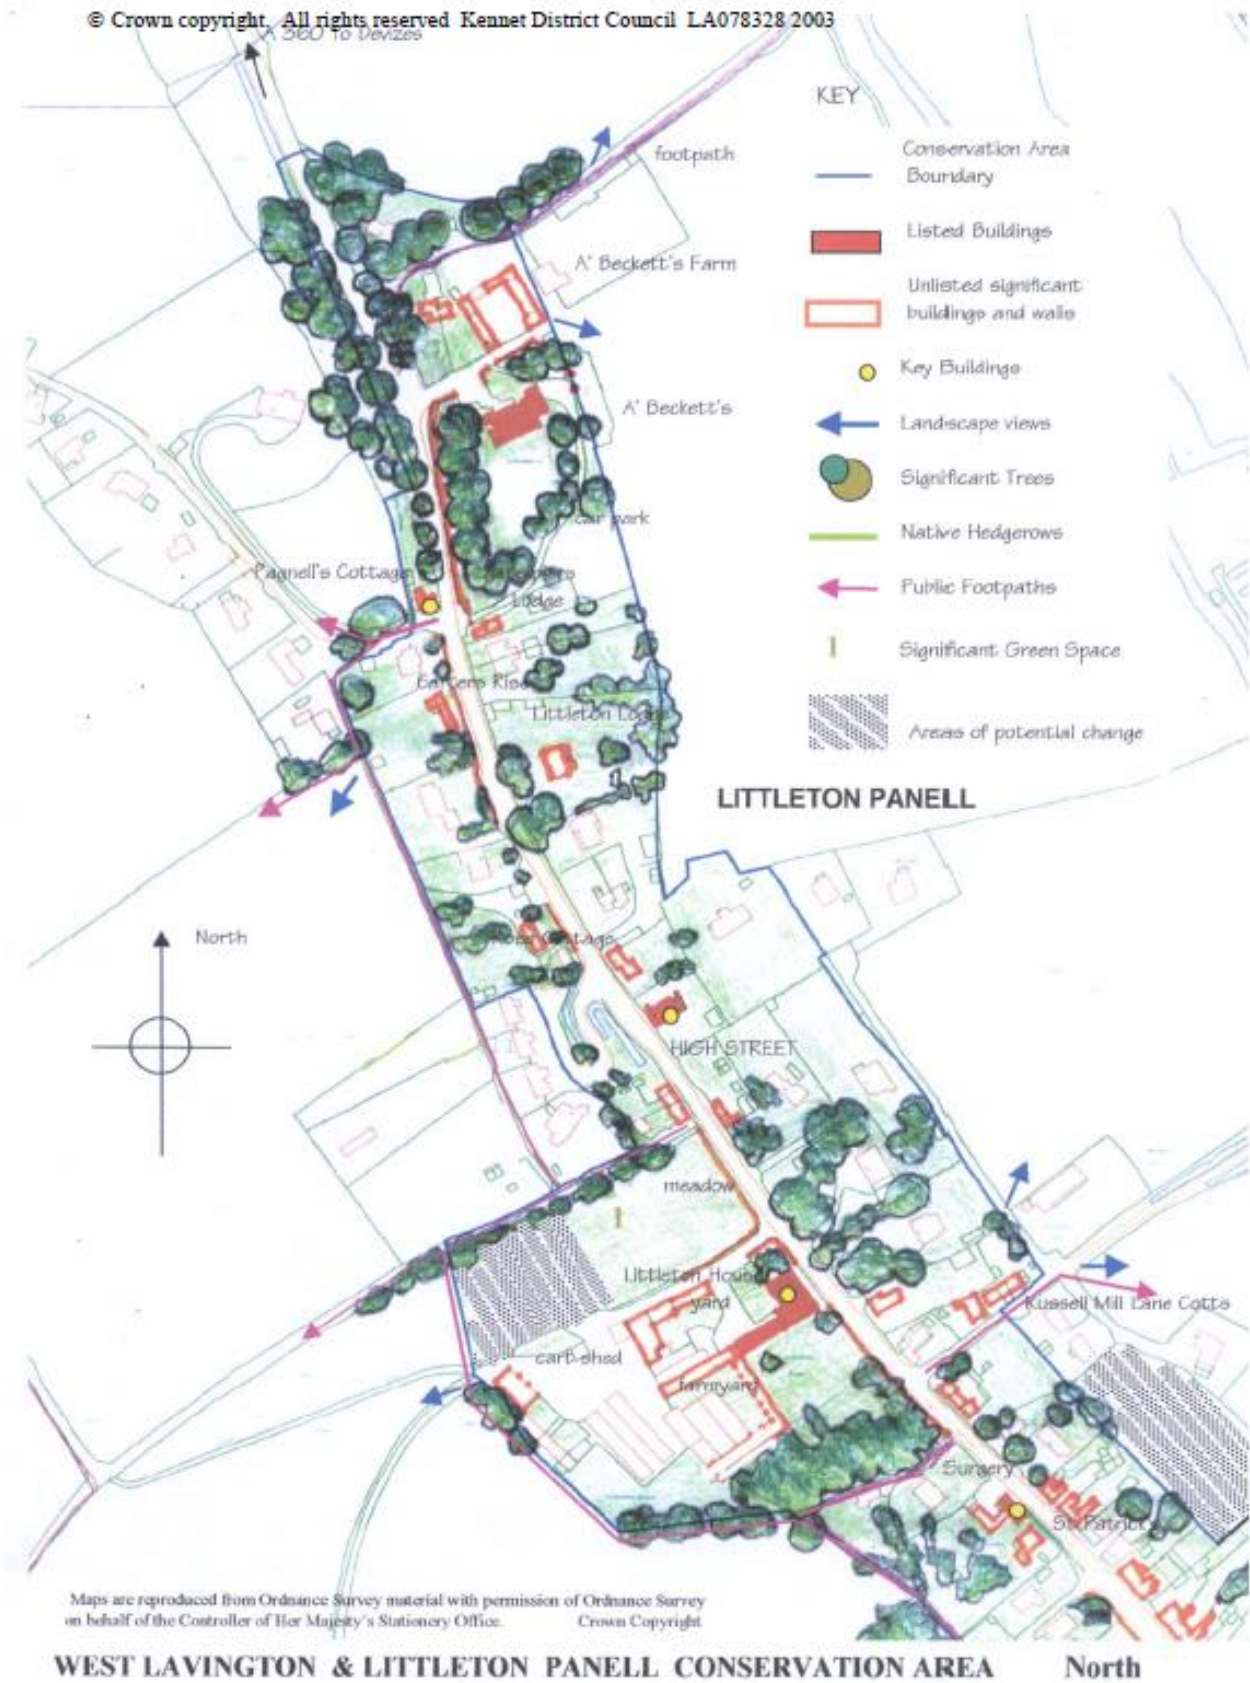 © Crown copyright. All rights reserved Kennet District Council LA078328 2003
A 360 To Devizes
KEY
footpath
Conservation Area
Boundary
Listed Buildings
A' Beckett's Farm
Unlisted significant
buildings and walls
Key Buildings
A' Beckett's
Landscape views
Significant Trees
car park
Native Hedgerows
Pagnell's Cottage
Lodge
Public Footpaths
Significant Green Space
Rise
Littleton Lodge
Areas of potential change
LITTLETON PANELL
North
Cottage
HIGH STREET
meadow
Littleton House
yard
Russell Mill Lane Cotts
cart-shed
farmyard
Surgery
St. Patrick's
Maps are reproduced from Ordnance Survey material with permission of Ordnance Survey
on behalf of the Controller of Her Majesty's Stationery Office. Crown Copyright
WEST LAVINGTON & LITTLETON PANELL CONSERVATION AREA North